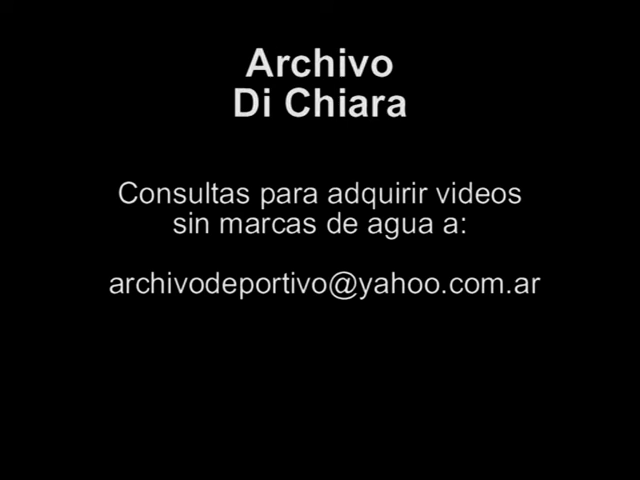 Archivo
Di Chiara
Consultas para adquirir videos
sin marcas de agua a:
archivodeportivo@yahoo.com.ar